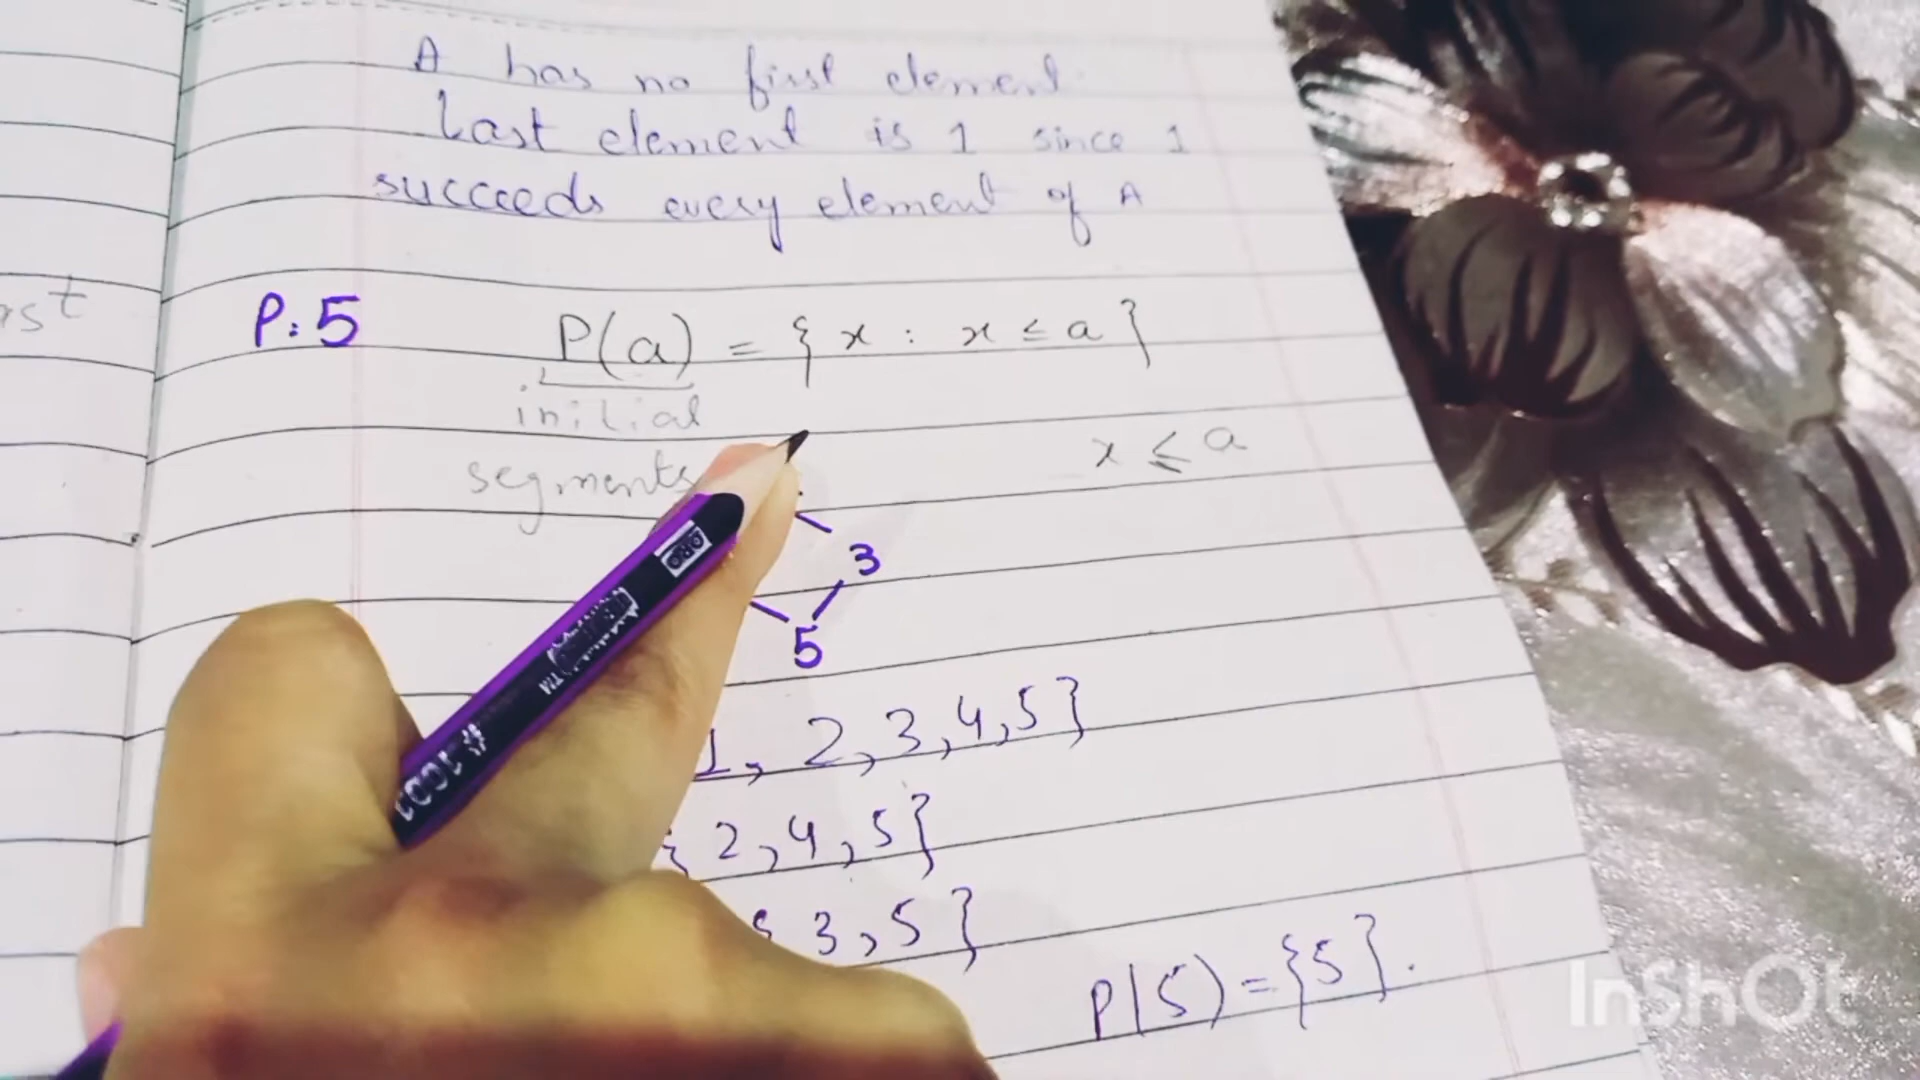 A has no first element
Last element is 1 since 1
succeeds every element of A
P:5 P(a) = { x : x ≤ a }
initial
segments
x ≤ a
3
5
1, 2, 3, 4, 5}
{ 2, 4, 5}
{ 3, 5}
P(5) = {5}.
InShOt